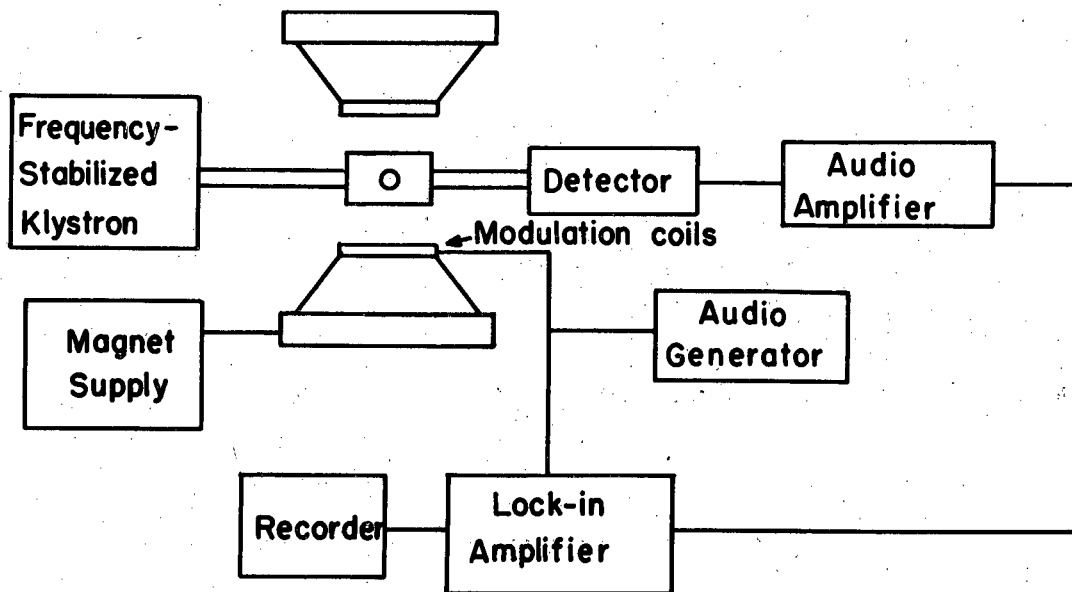 Frequency-
Stabilized
Klystron
Detector
Audio
Amplifier
Modulation coils
Magnet
Supply
Audio
Generator
Recorder
Lock-in
Amplifier